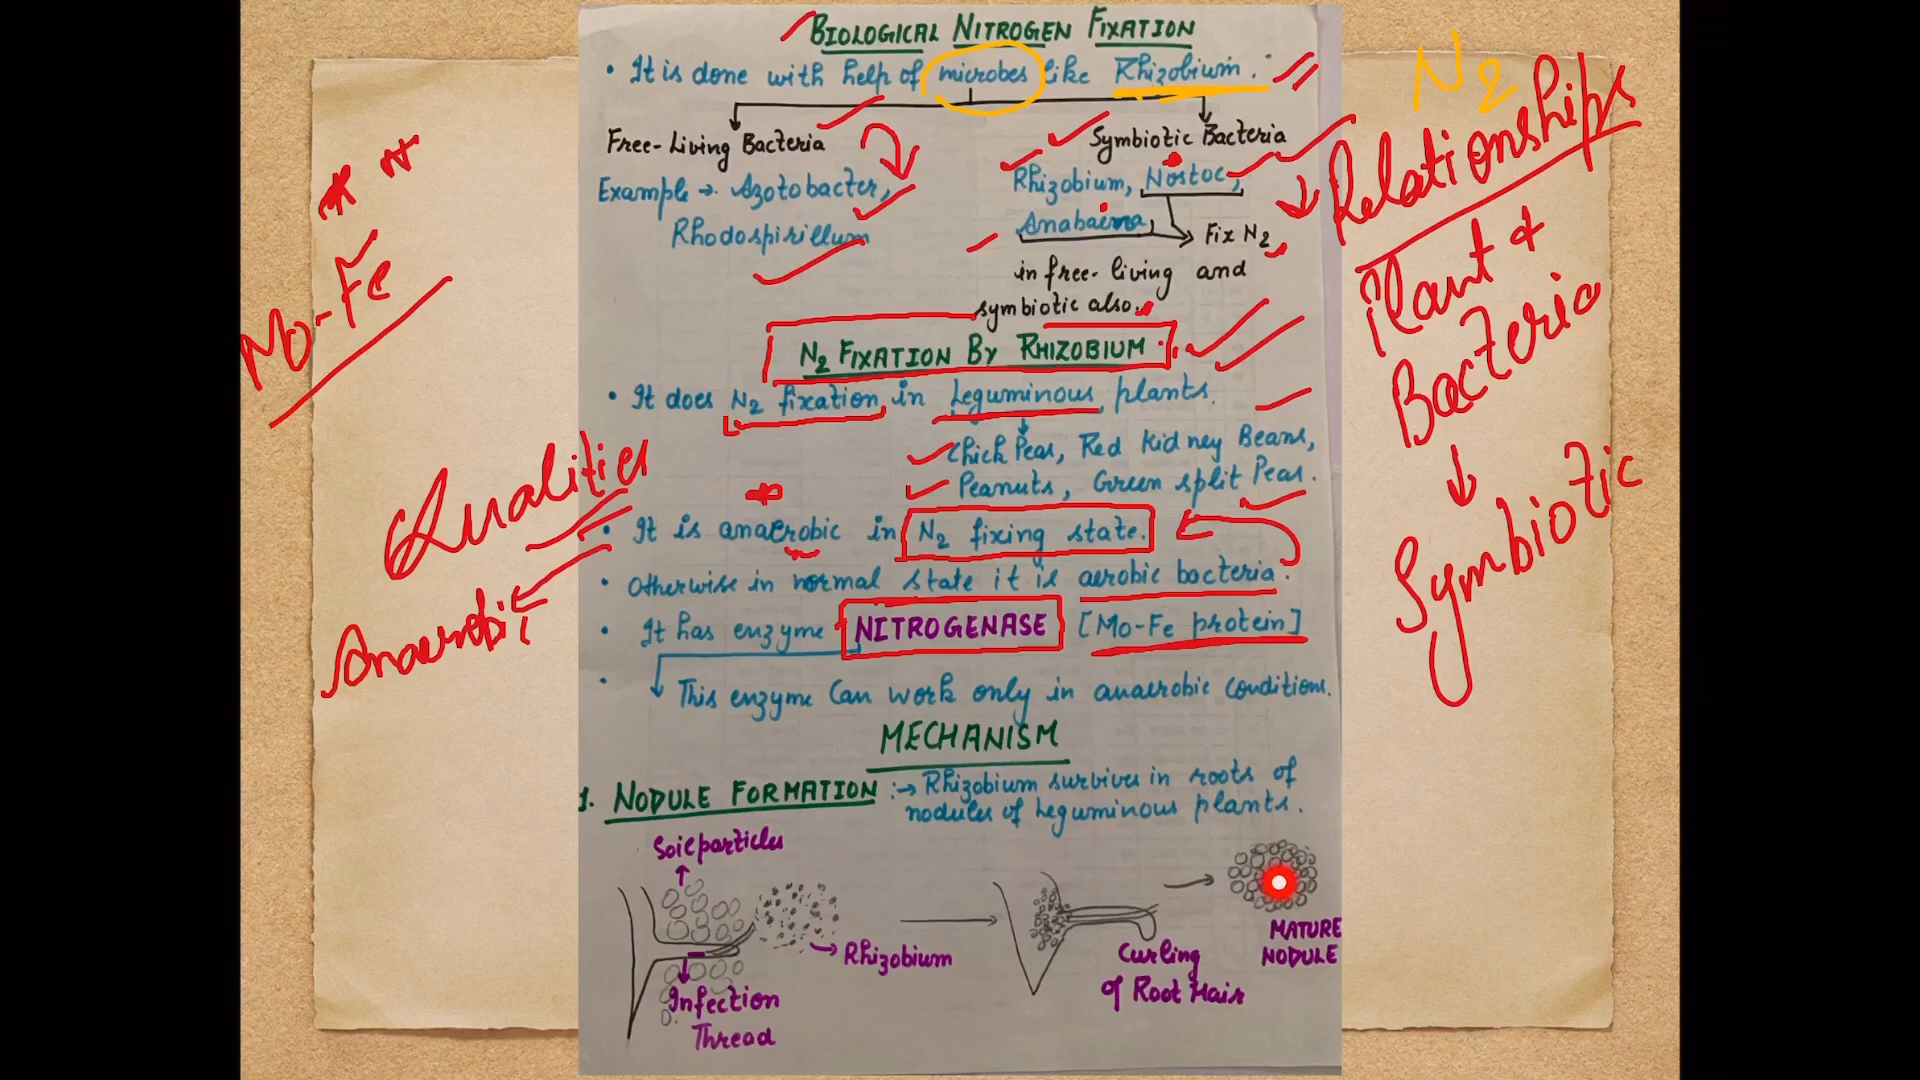 BIOLOGICAL NITROGEN FIXATION
• It is done with help of microbes like Rhizobium.
Free-Living Bacteria
Example → Azotobacter,
Rhodospirillum
Symbiotic Bacteria
Rhizobium, Nostoc,
Anabaena, → Fix N2
in free-living and
symbiotic also.
N2 FIXATION BY RHIZOBIUM
• It does N2 fixation in Leguminous plants.
Chick Peas, Red Kidney Beans,
Peanuts, Green split Peas.
• It is anaerobic in N2 fixing state.
• Otherwise in normal state it is aerobic bacteria.
• It has enzyme NITROGENASE [Mo-Fe protein]
• This enzyme can work only in anaerobic conditions.
MECHANISM
1. NODULE FORMATION :→ Rhizobium survives in roots of
nodules of Leguminous plants.
Soil particles
Rhizobium
Infection
Thread
Curling
of Root Hair
MATURE
NODULE
Mo-Fe
Qualities
Anaerobic
N2
Relationships
Plant &
Bacteria
Symbiotic